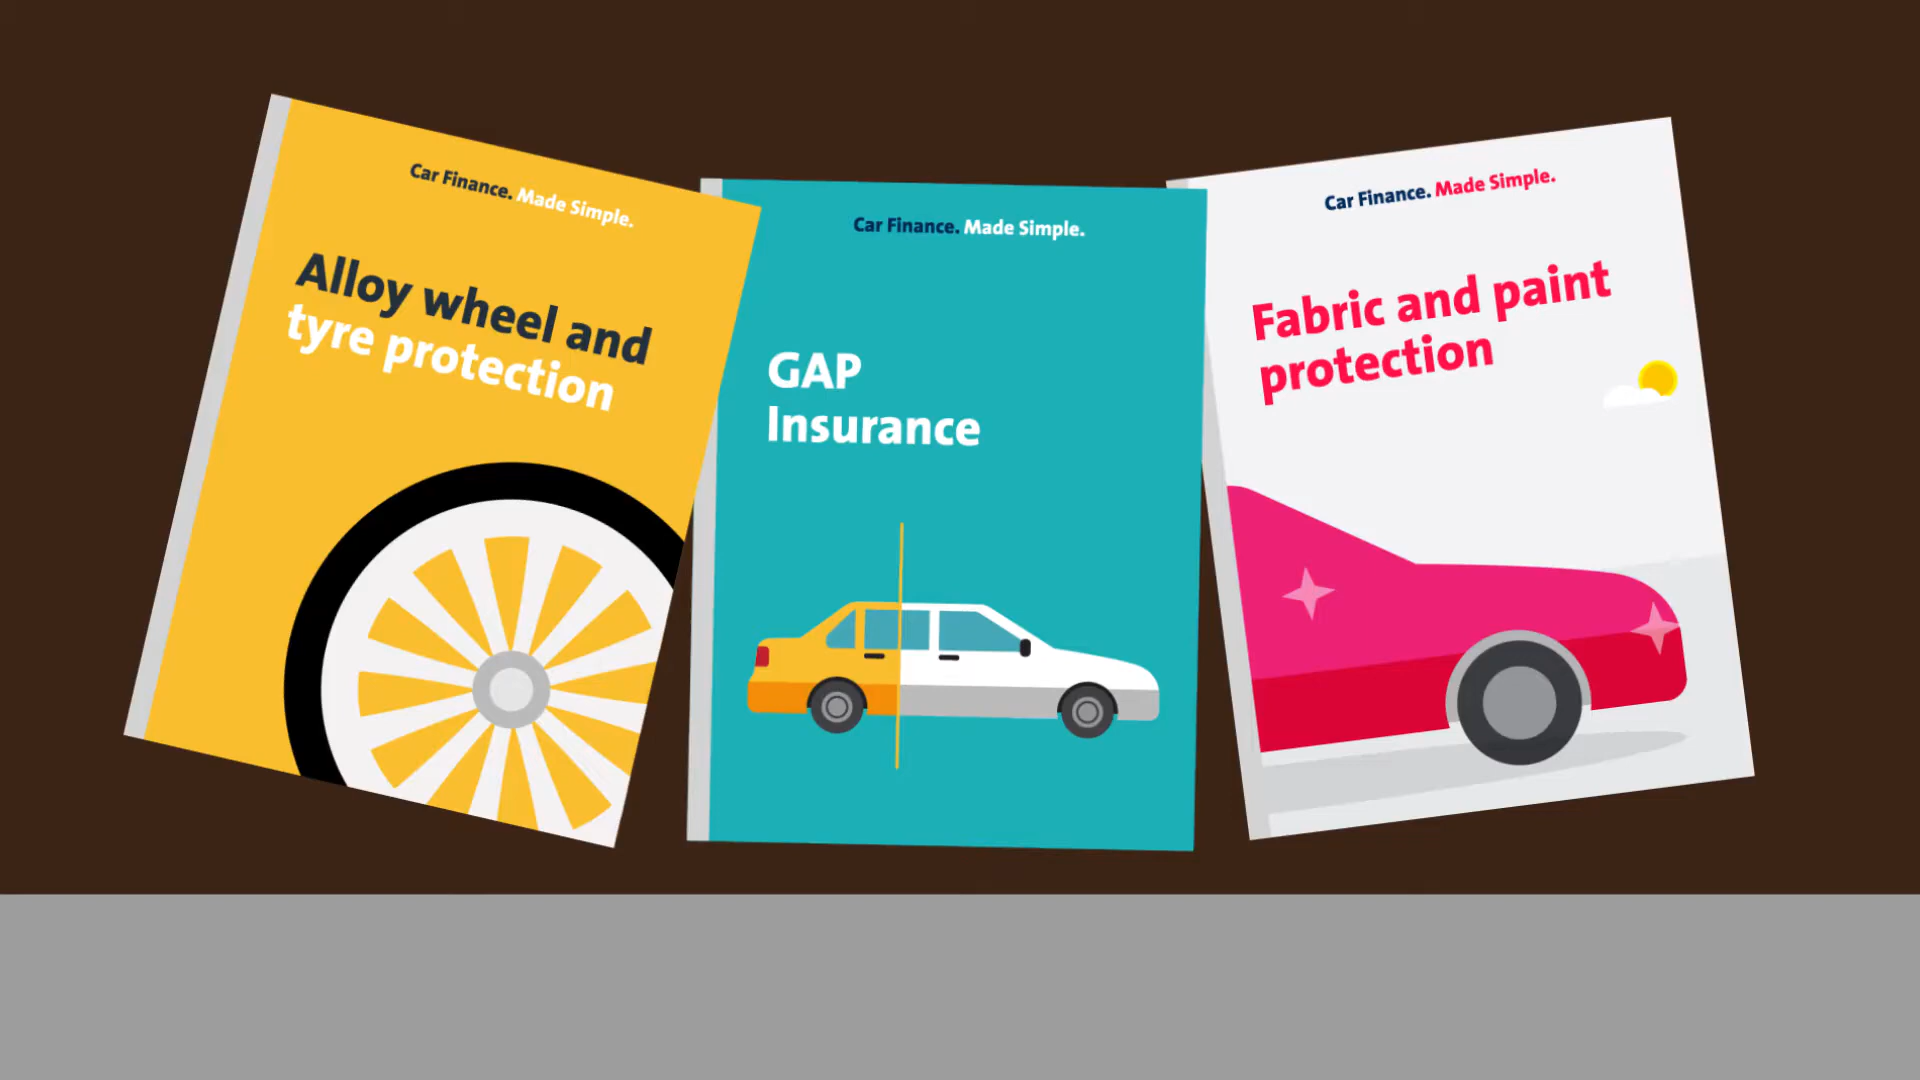 Car Finance. Made Simple.
Alloy wheel and
tyre protection
Car Finance. Made Simple.
GAP
Insurance
Car Finance. Made Simple.
Fabric and paint
protection